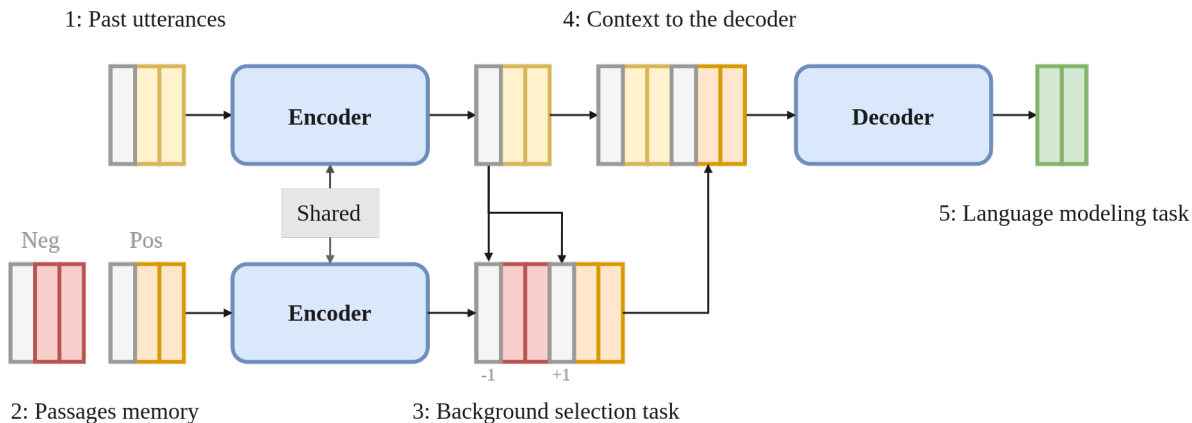 1: Past utterances
4: Context to the decoder
Encoder
Decoder
Shared
5: Language modeling task
Neg
Pos
Encoder
-1
+1
2: Passages memory
3: Background selection task